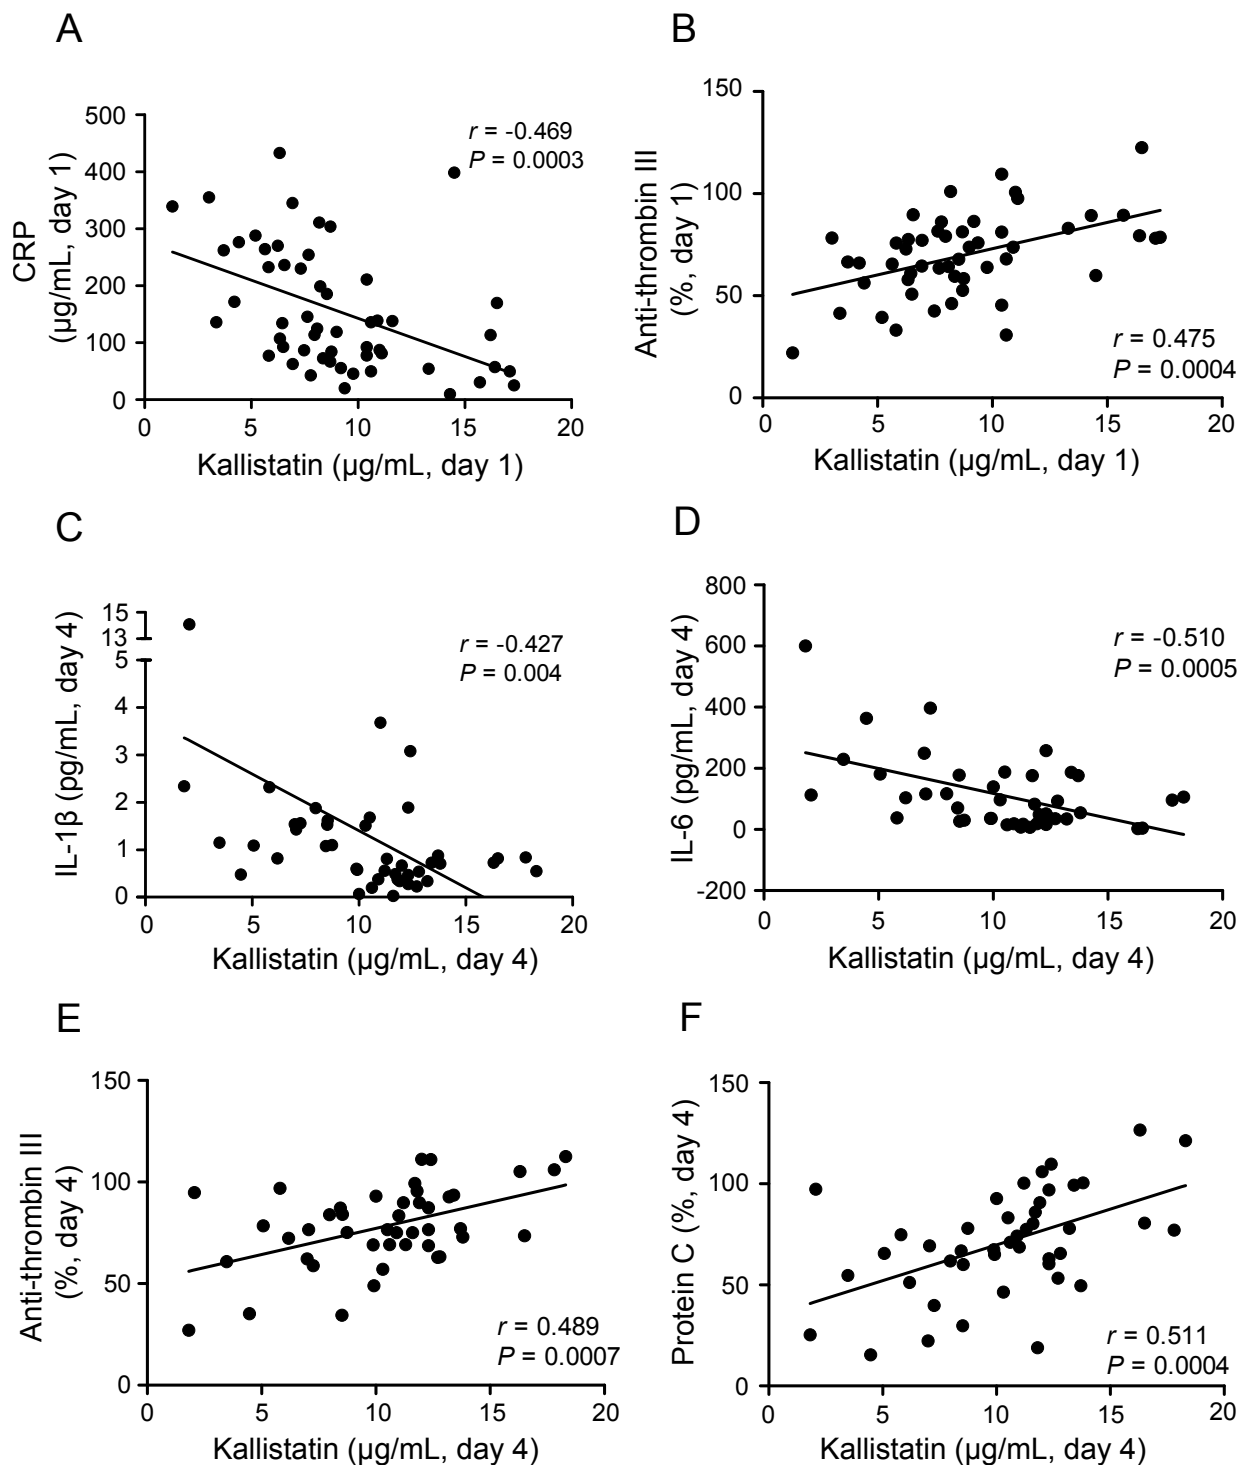 A
CRP
(µg/mL, day 1)
500
400
300
200
100
0
r = -0.469
P = 0.0003
0 5 10 15 20
Kallistatin (µg/mL, day 1)
B
Anti-thrombin III
(%, day 1)
150
100
50
0
r = 0.475
P = 0.0004
0 5 10 15 20
Kallistatin (µg/mL, day 1)
C
IL-1β (pg/mL, day 4)
15
13
5
4
3
2
1
0
r = -0.427
P = 0.004
0 5 10 15 20
Kallistatin (µg/mL, day 4)
D
IL-6 (pg/mL, day 4)
800
600
400
200
0
-200
r = -0.510
P = 0.0005
0 5 10 15 20
Kallistatin (µg/mL, day 4)
E
Anti-thrombin III
(%, day 4)
150
100
50
0
r = 0.489
P = 0.0007
0 5 10 15 20
Kallistatin (µg/mL, day 4)
F
Protein C (%, day 4)
150
100
50
0
r = 0.511
P = 0.0004
0 5 10 15 20
Kallistatin (µg/mL, day 4)